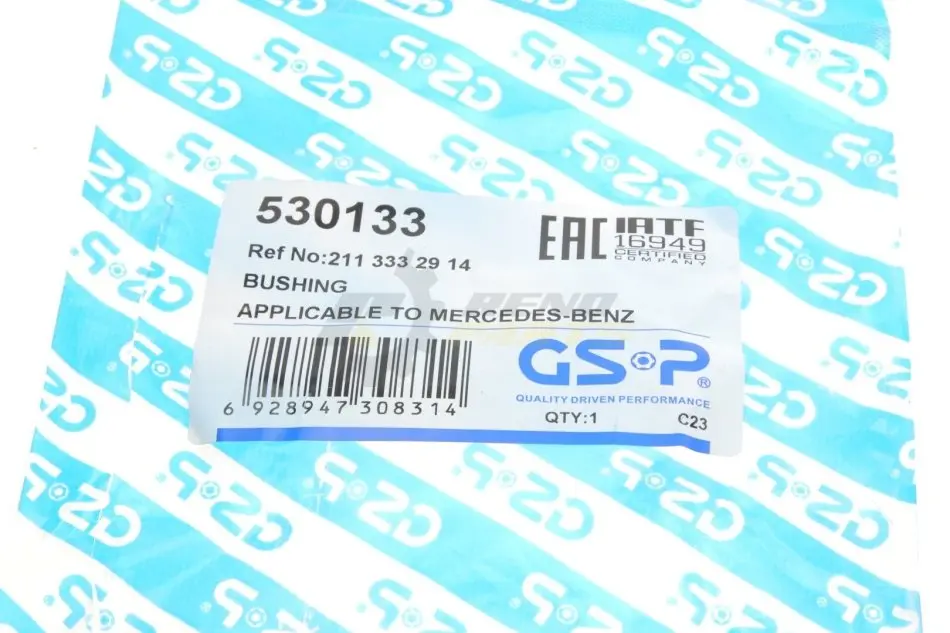 530133
EAC
IATF
16949
CERTIFIED
COMPANY
Ref No:211 333 29 14
BUSHING
APPLICABLE TO MERCEDES-BENZ
GS·P®
QUALITY DRIVEN PERFORMANCE
6 928947 308314
QTY:1
C23